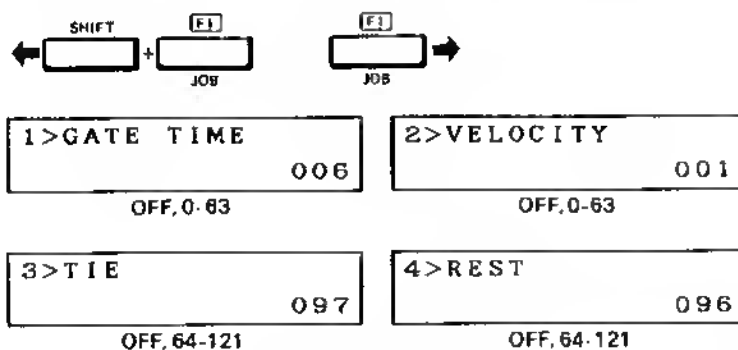 SHIFT F1 F1
+
JOB JOB
1>GATE TIME 2>VELOCITY
006 001
OFF, 0-63 OFF, 0-63
3>TIE 4>REST
097 096
OFF, 64-121 OFF, 64-121